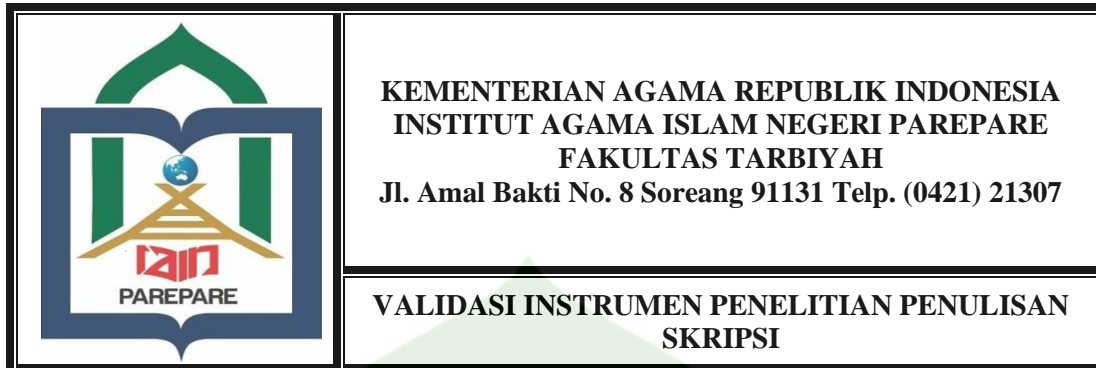 iain
PAREPARE
KEMENTERIAN AGAMA REPUBLIK INDONESIA
INSTITUT AGAMA ISLAM NEGERI PAREPARE
FAKULTAS TARBIYAH
Jl. Amal Bakti No. 8 Soreang 91131 Telp. (0421) 21307
VALIDASI INSTRUMEN PENELITIAN PENULISAN
SKRIPSI